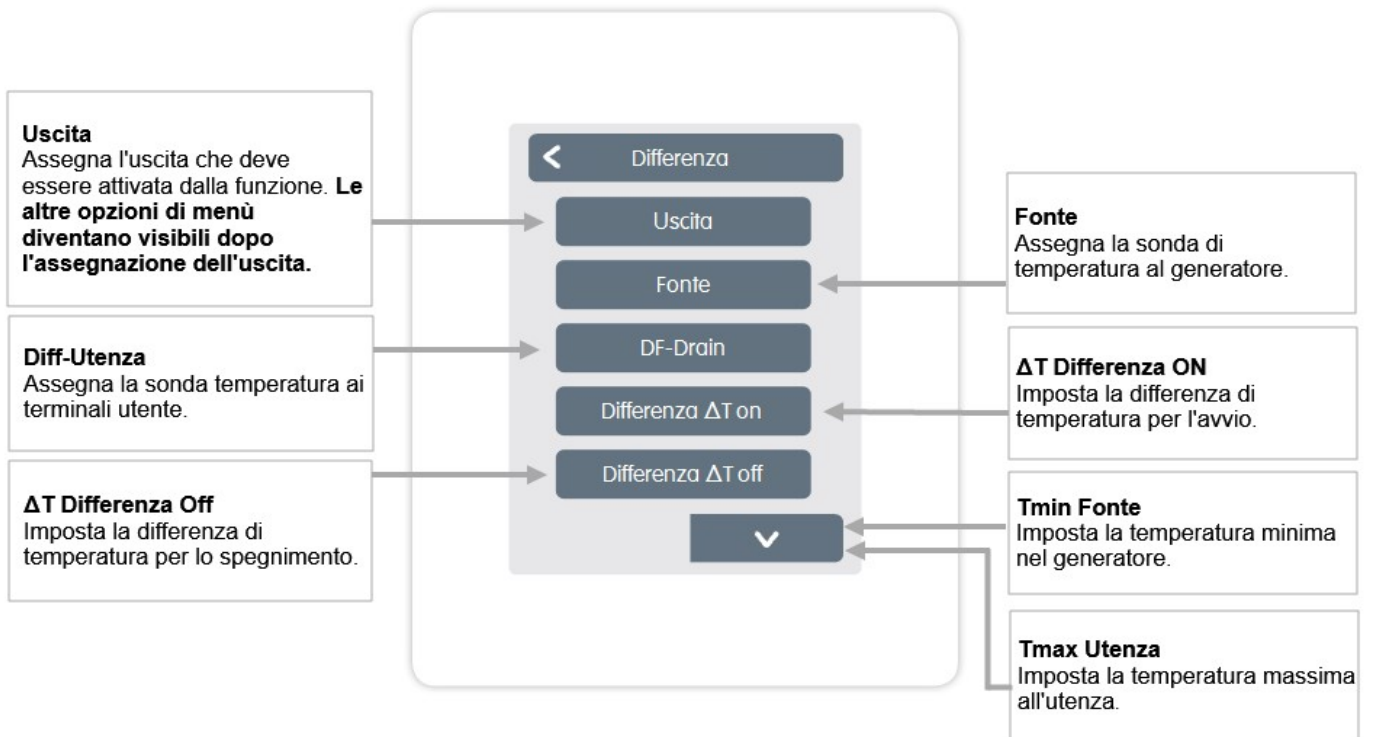 Uscita
Assegna l'uscita che deve
essere attivata dalla funzione. Le
altre opzioni di menù
diventano visibili dopo
l'assegnazione dell'uscita.
Diff-Utenza
Assegna la sonda temperatura ai
terminali utente.
ΔT Differenza Off
Imposta la differenza di
temperatura per lo spegnimento.
Differenza
Uscita
Fonte
DF-Drain
Differenza ΔT on
Differenza ΔT off
Fonte
Assegna la sonda di
temperatura al generatore.
ΔT Differenza ON
Imposta la differenza di
temperatura per l'avvio.
Tmin Fonte
Imposta la temperatura minima
nel generatore.
Tmax Utenza
Imposta la temperatura massima
all'utenza.